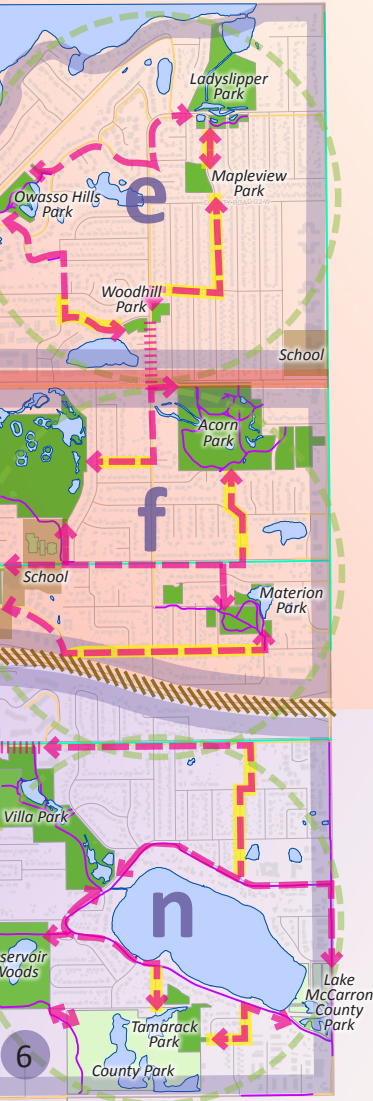 Ladyslipper
Park
Mapleview
Park
e
Owasso Hills
Park
Woodhill
Park
School
Acorn
Park
f
School
Materion
Park
Villa Park
n
servoir
Woods
Lake
McCarron
County
Park
Tamarack
Park
6
County Park